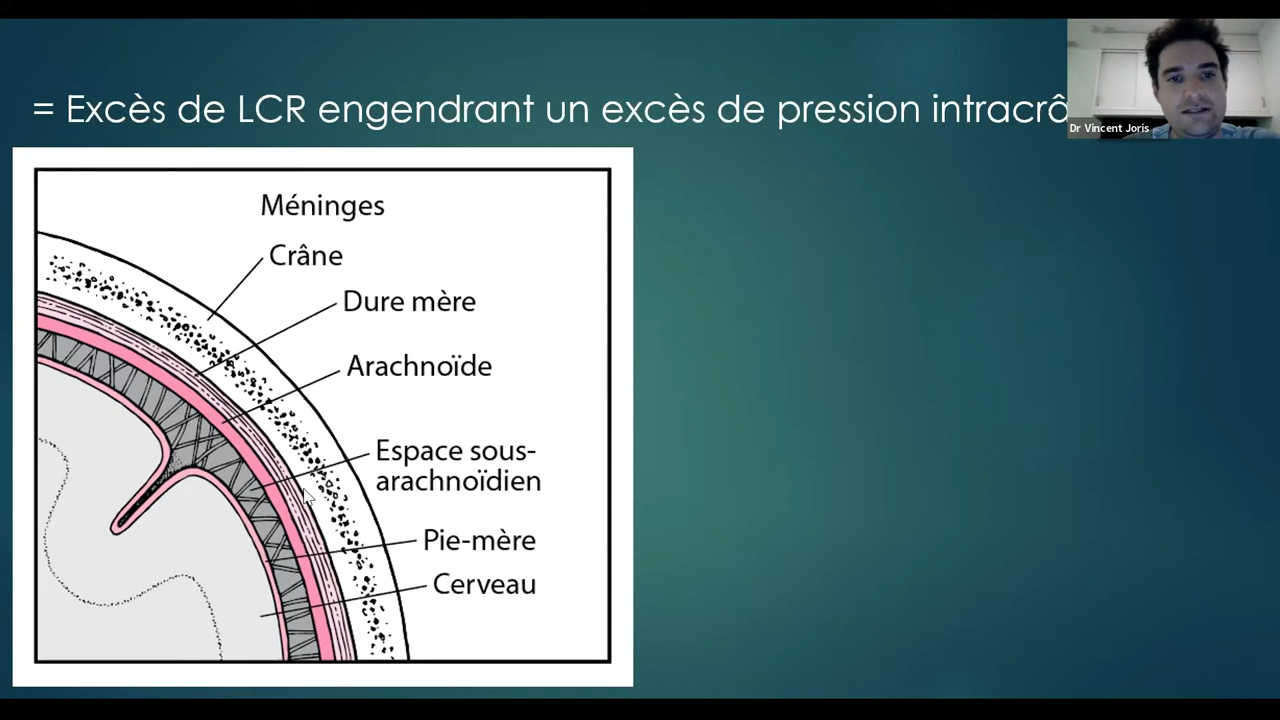 = Excès de LCR engendrant un excès de pression intracrâ
Dr Vincent Joris
Méninges
Crâne
Dure mère
Arachnoïde
Espace sous-
arachnoïdien
Pie-mère
Cerveau